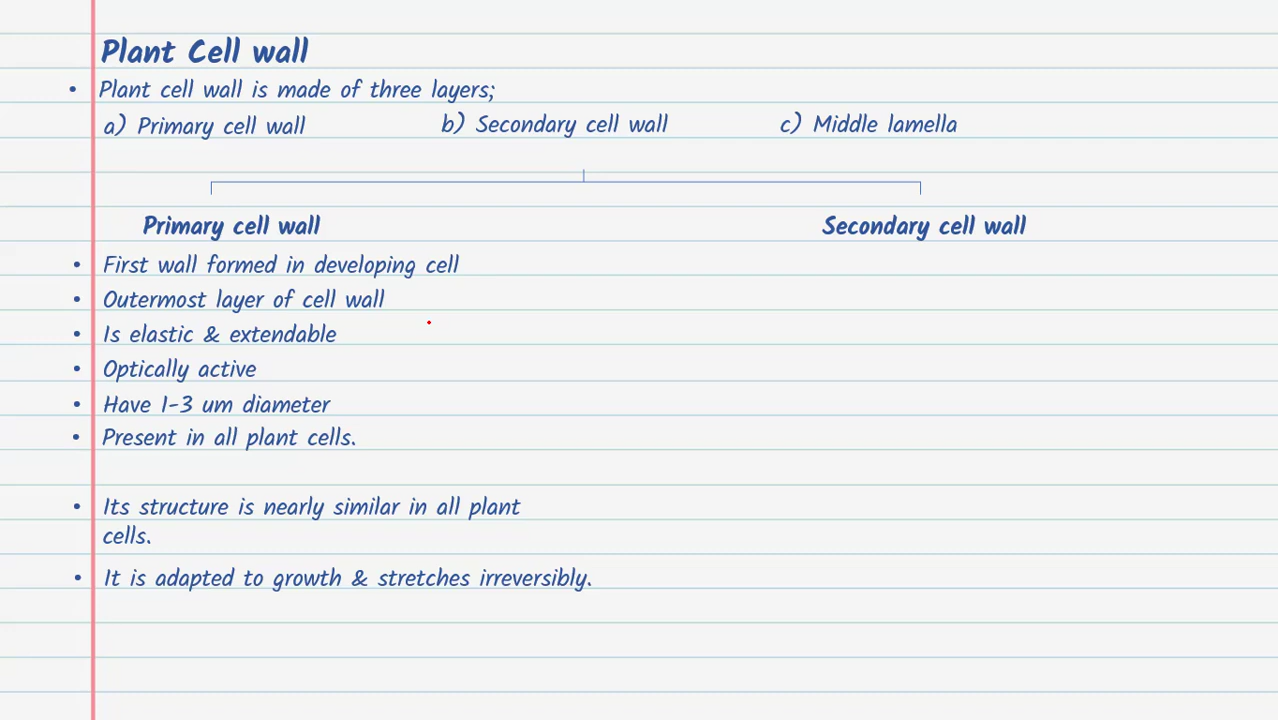 Plant Cell wall
• Plant cell wall is made of three layers;
a) Primary cell wall b) Secondary cell wall c) Middle lamella
Primary cell wall Secondary cell wall
• First wall formed in developing cell
• Outermost layer of cell wall
• Is elastic & extendable
• Optically active
• Have 1-3 um diameter
• Present in all plant cells.
• Its structure is nearly similar in all plant
cells.
• It is adapted to growth & stretches irreversibly.